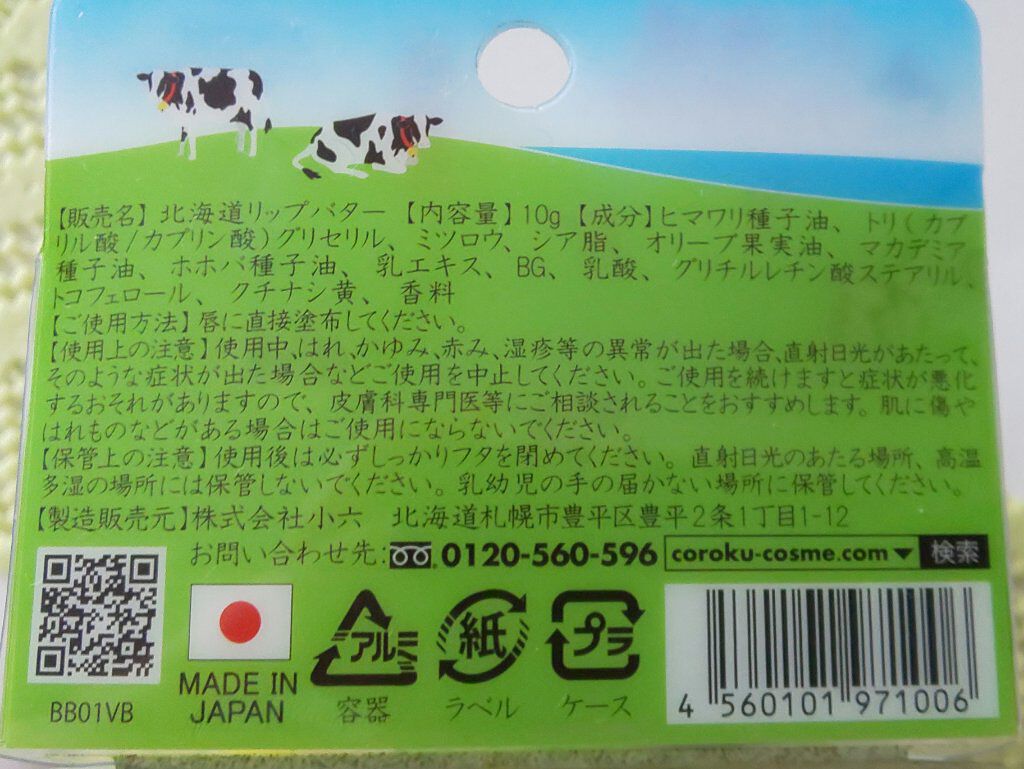 【販売名】北海道リップバター 【内容量】10g 【成分】ヒマワリ種子油、トリ(カプ
リル酸/カプリン酸)グリセリル、ミツロウ、シア脂、オリーブ果実油、マカデミア
種子油、ホホバ種子油、乳エキス、BG、乳酸、グリチルレチン酸ステアリル、
トコフェロール、クチナシ黄、香料
【ご使用方法】唇に直接塗布してください。
【使用上の注意】使用中、はれ、かゆみ、赤み、湿疹等の異常が出た場合、直射日光があたって、
そのような症状が出た場合などご使用を中止してください。ご使用を続けますと症状が悪化
するおそれがありますので、皮膚科専門医等にご相談されることをおすすめします。肌に傷や
はれものなどがある場合はご使用にならないでください。
【保管上の注意】使用後は必ずしっかりフタを閉めてください。直射日光のあたる場所、高温
多湿の場所には保管しないでください。乳幼児の手の届かない場所に保管してください。
【製造販売元】株式会社小六 北海道札幌市豊平区豊平2条1丁目1-12
お問い合わせ先:0120-560-596 coroku-cosme.com 検索
BB01VB
MADE IN
JAPAN
アルミ
容器
紙
ラベル
プラ
ケース
4 560101 971006